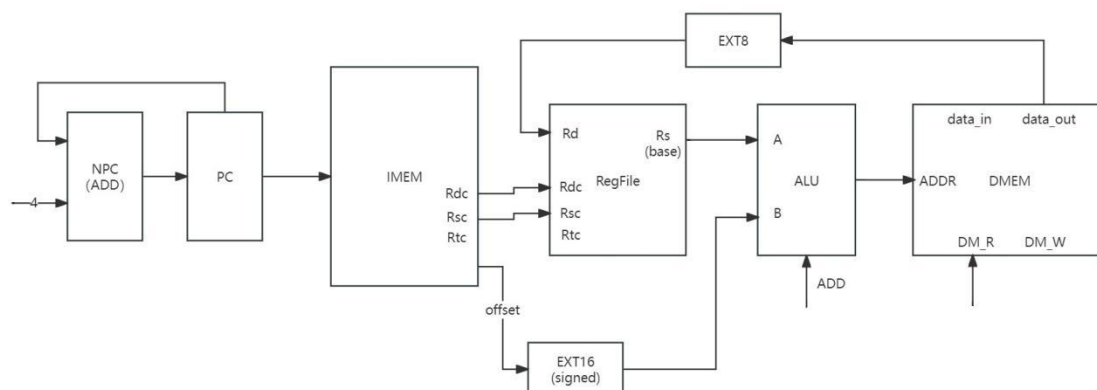 EXT8
NPC
(ADD)
4
PC
IMEM
Rdc
Rsc
Rtc
offset
EXT16
(signed)
Rd
Rs
(base)
RegFile
Rdc
Rsc
Rtc
A
ALU
B
ADD
data_in
data_out
ADDR
DMEM
DM_R
DM_W